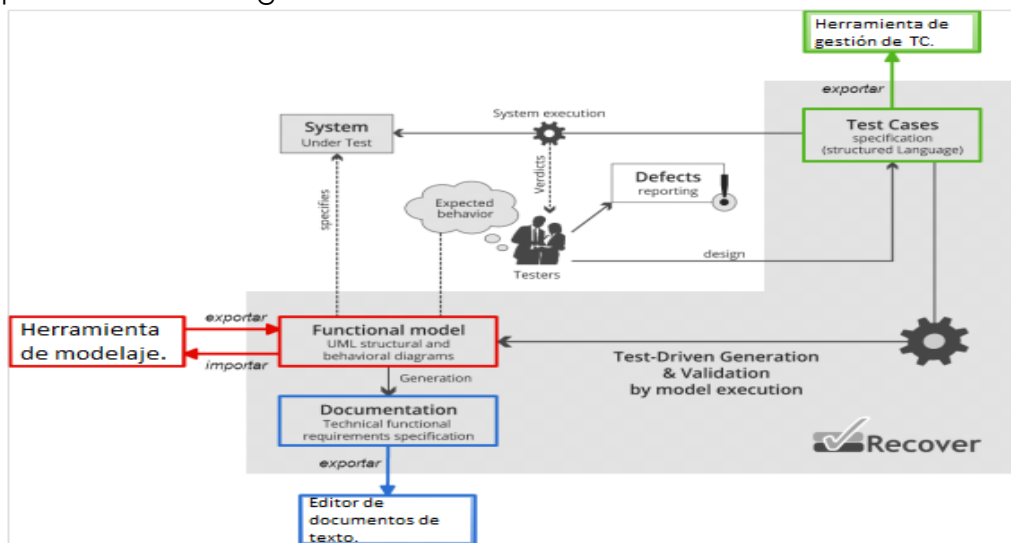 Herramienta de
gestión de TC.
exportar
System execution
System
Under Test
Test Cases
specification
(structured Language)
Verdicts
Defects
reporting
Expected
behavior
specifies
design
Testers
Herramienta
de modelaje.
exportar
importar
Functional model
UML structural and
behavioral diagrams
Test-Driven Generation
& Validation
by model execution
Generation
Documentation
Technical functional
requirements specification
Recover
exportar
Editor de
documentos de
texto.